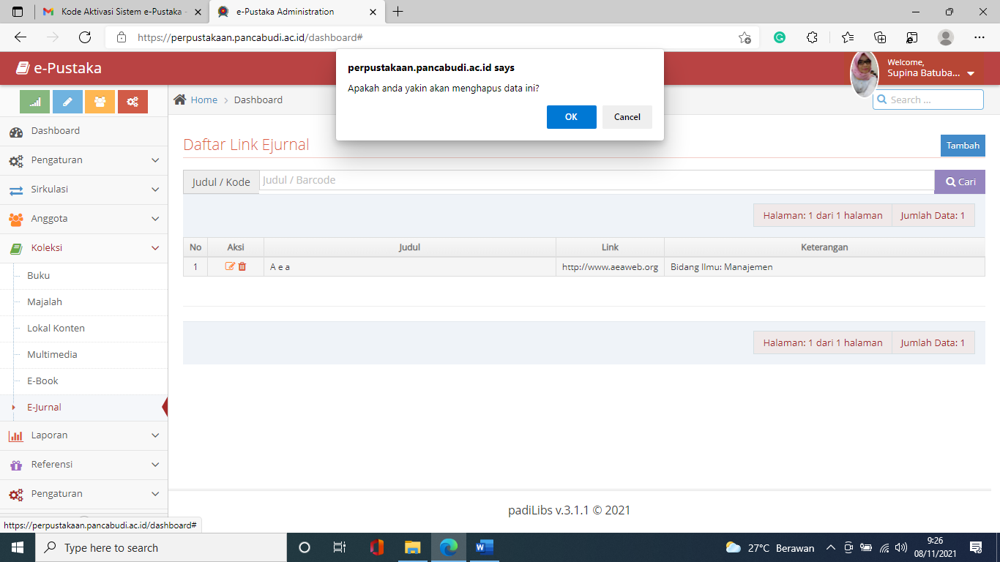 Kode Aktivasi Sistem e-Pustaka -
e-Pustaka Administration
https://perpustakaan.pancabudi.ac.id/dashboard#
e-Pustaka
perpustakaan.pancabudi.ac.id says
Apakah anda yakin akan menghapus data ini?
OK
Cancel
Welcome,
Supina Batuba...
Home > Dashboard
Search ...
Dashboard
Pengaturan
Sirkulasi
Anggota
Koleksi
Buku
Majalah
Lokal Konten
Multimedia
E-Book
E-Jurnal
Laporan
Referensi
Pengaturan
Daftar Link Ejurnal
Tambah
Judul / Kode
Judul / Barcode
Cari
Halaman: 1 dari 1 halaman
Jumlah Data: 1
No Aksi Judul Link Keterangan
1 A e a http://www.aeaweb.org Bidang Ilmu: Manajemen
Halaman: 1 dari 1 halaman
Jumlah Data: 1
padiLibs v.3.1.1 © 2021
https://perpustakaan.pancabudi.ac.id/dashboard#
Type here to search
27°C Berawan
9:26
08/11/2021